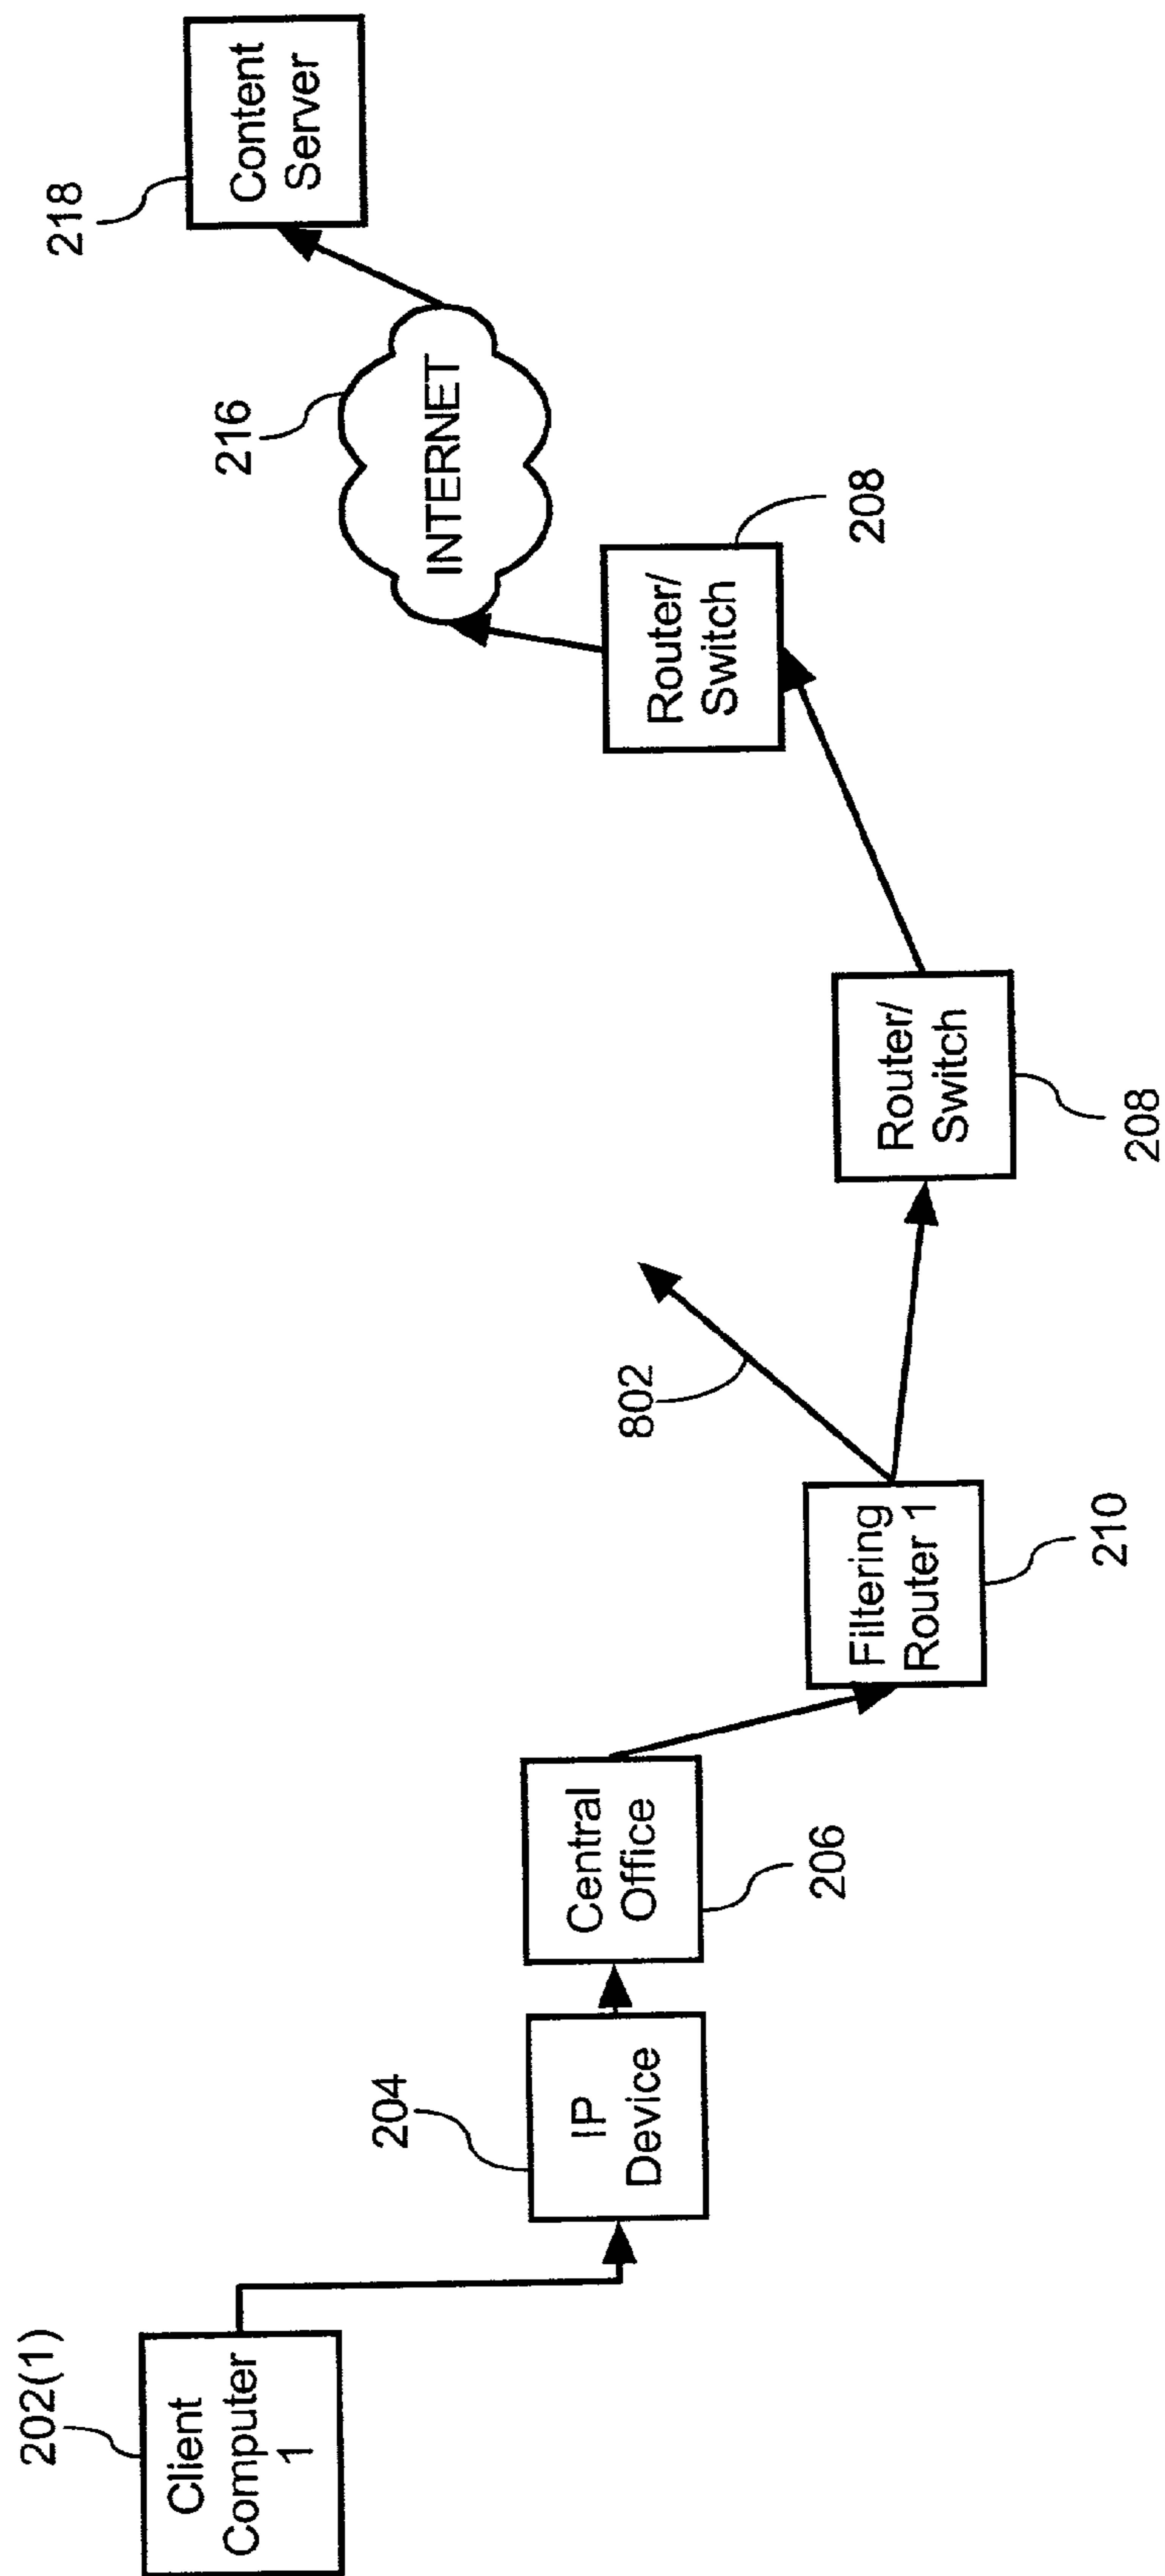 202(1)
Client
Computer
1
204
IP
Device
Central
Office
206
Filtering
Router 1
210
802
Router/
Switch
208
Router/
Switch
208
216
INTERNET
218
Content
Server